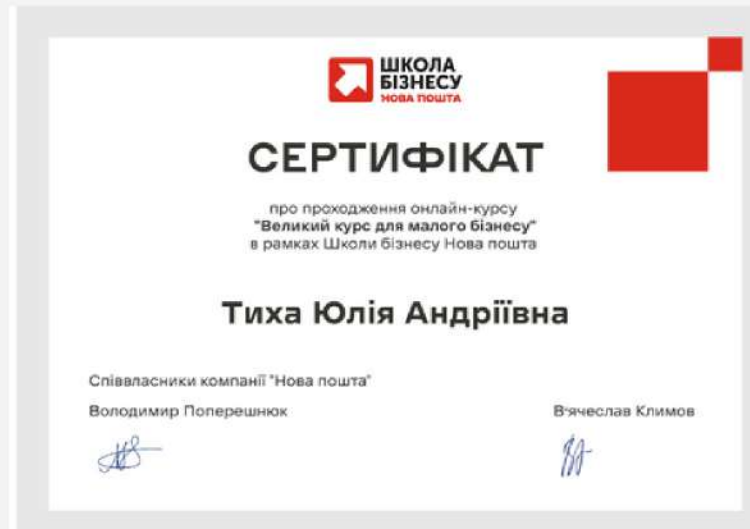 ШКОЛА
БІЗНЕСУ
НОВА ПОШТА
СЕРТИФІКАТ
про проходження онлайн-курсу
"Великий курс для малого бізнесу"
в рамках Школи бізнесу Нова пошта
Тиха Юлія Андріївна
Співвласники компанії "Нова пошта"
Володимир Поперешнюк
В'ячеслав Климов